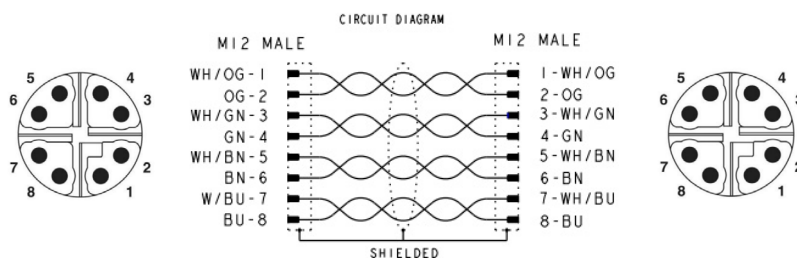 CIRCUIT DIAGRAM
M12 MALE
M12 MALE
WH/OG-1
1-WH/OG
OG-2
2-OG
WH/GN-3
3-WH/GN
GN-4
4-GN
WH/BN-5
5-WH/BN
BN-6
6-BN
W/BU-7
7-WH/BU
BU-8
8-BU
SHIELDED
5
4
6
3
7
2
8
1
5
4
6
3
7
2
8
1